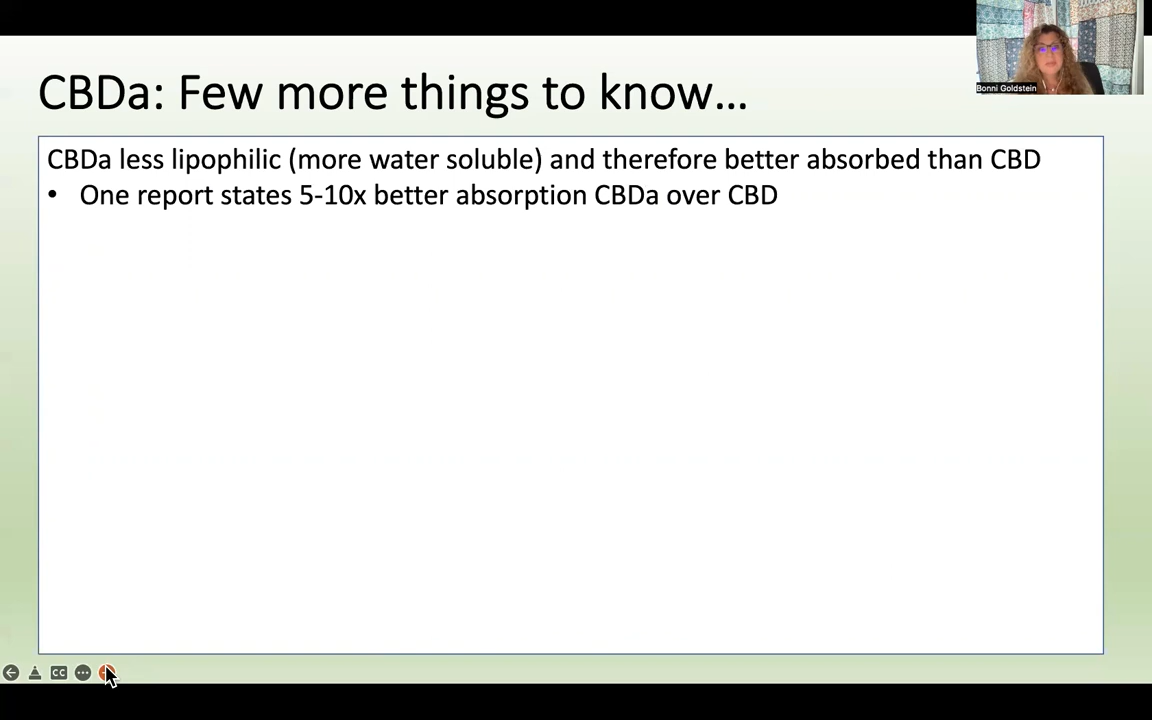 CBDa: Few more things to know…
Bonni Goldstein
CBDa less lipophilic (more water soluble) and therefore better absorbed than CBD
• One report states 5-10x better absorption CBDa over CBD
CC